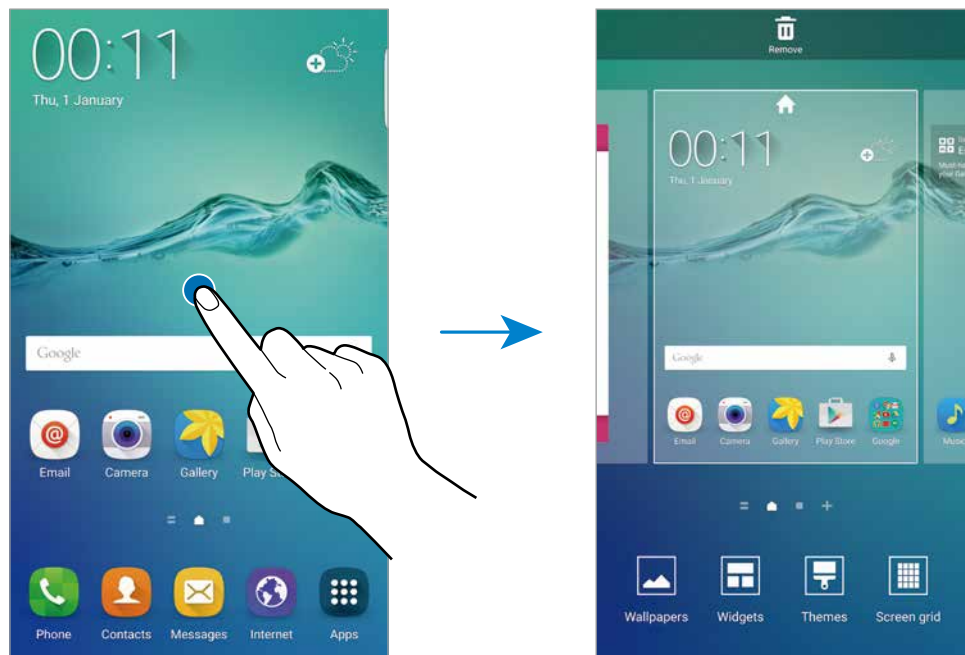 00:11
Thu, 1 January
Google
Email Camera Gallery Play S
Phone Contacts Messages Internet Apps
Remove
00:11
Thu, 1 January
Google
Email Camera Gallery Play Store Google Music
Wallpapers Widgets Themes Screen grid